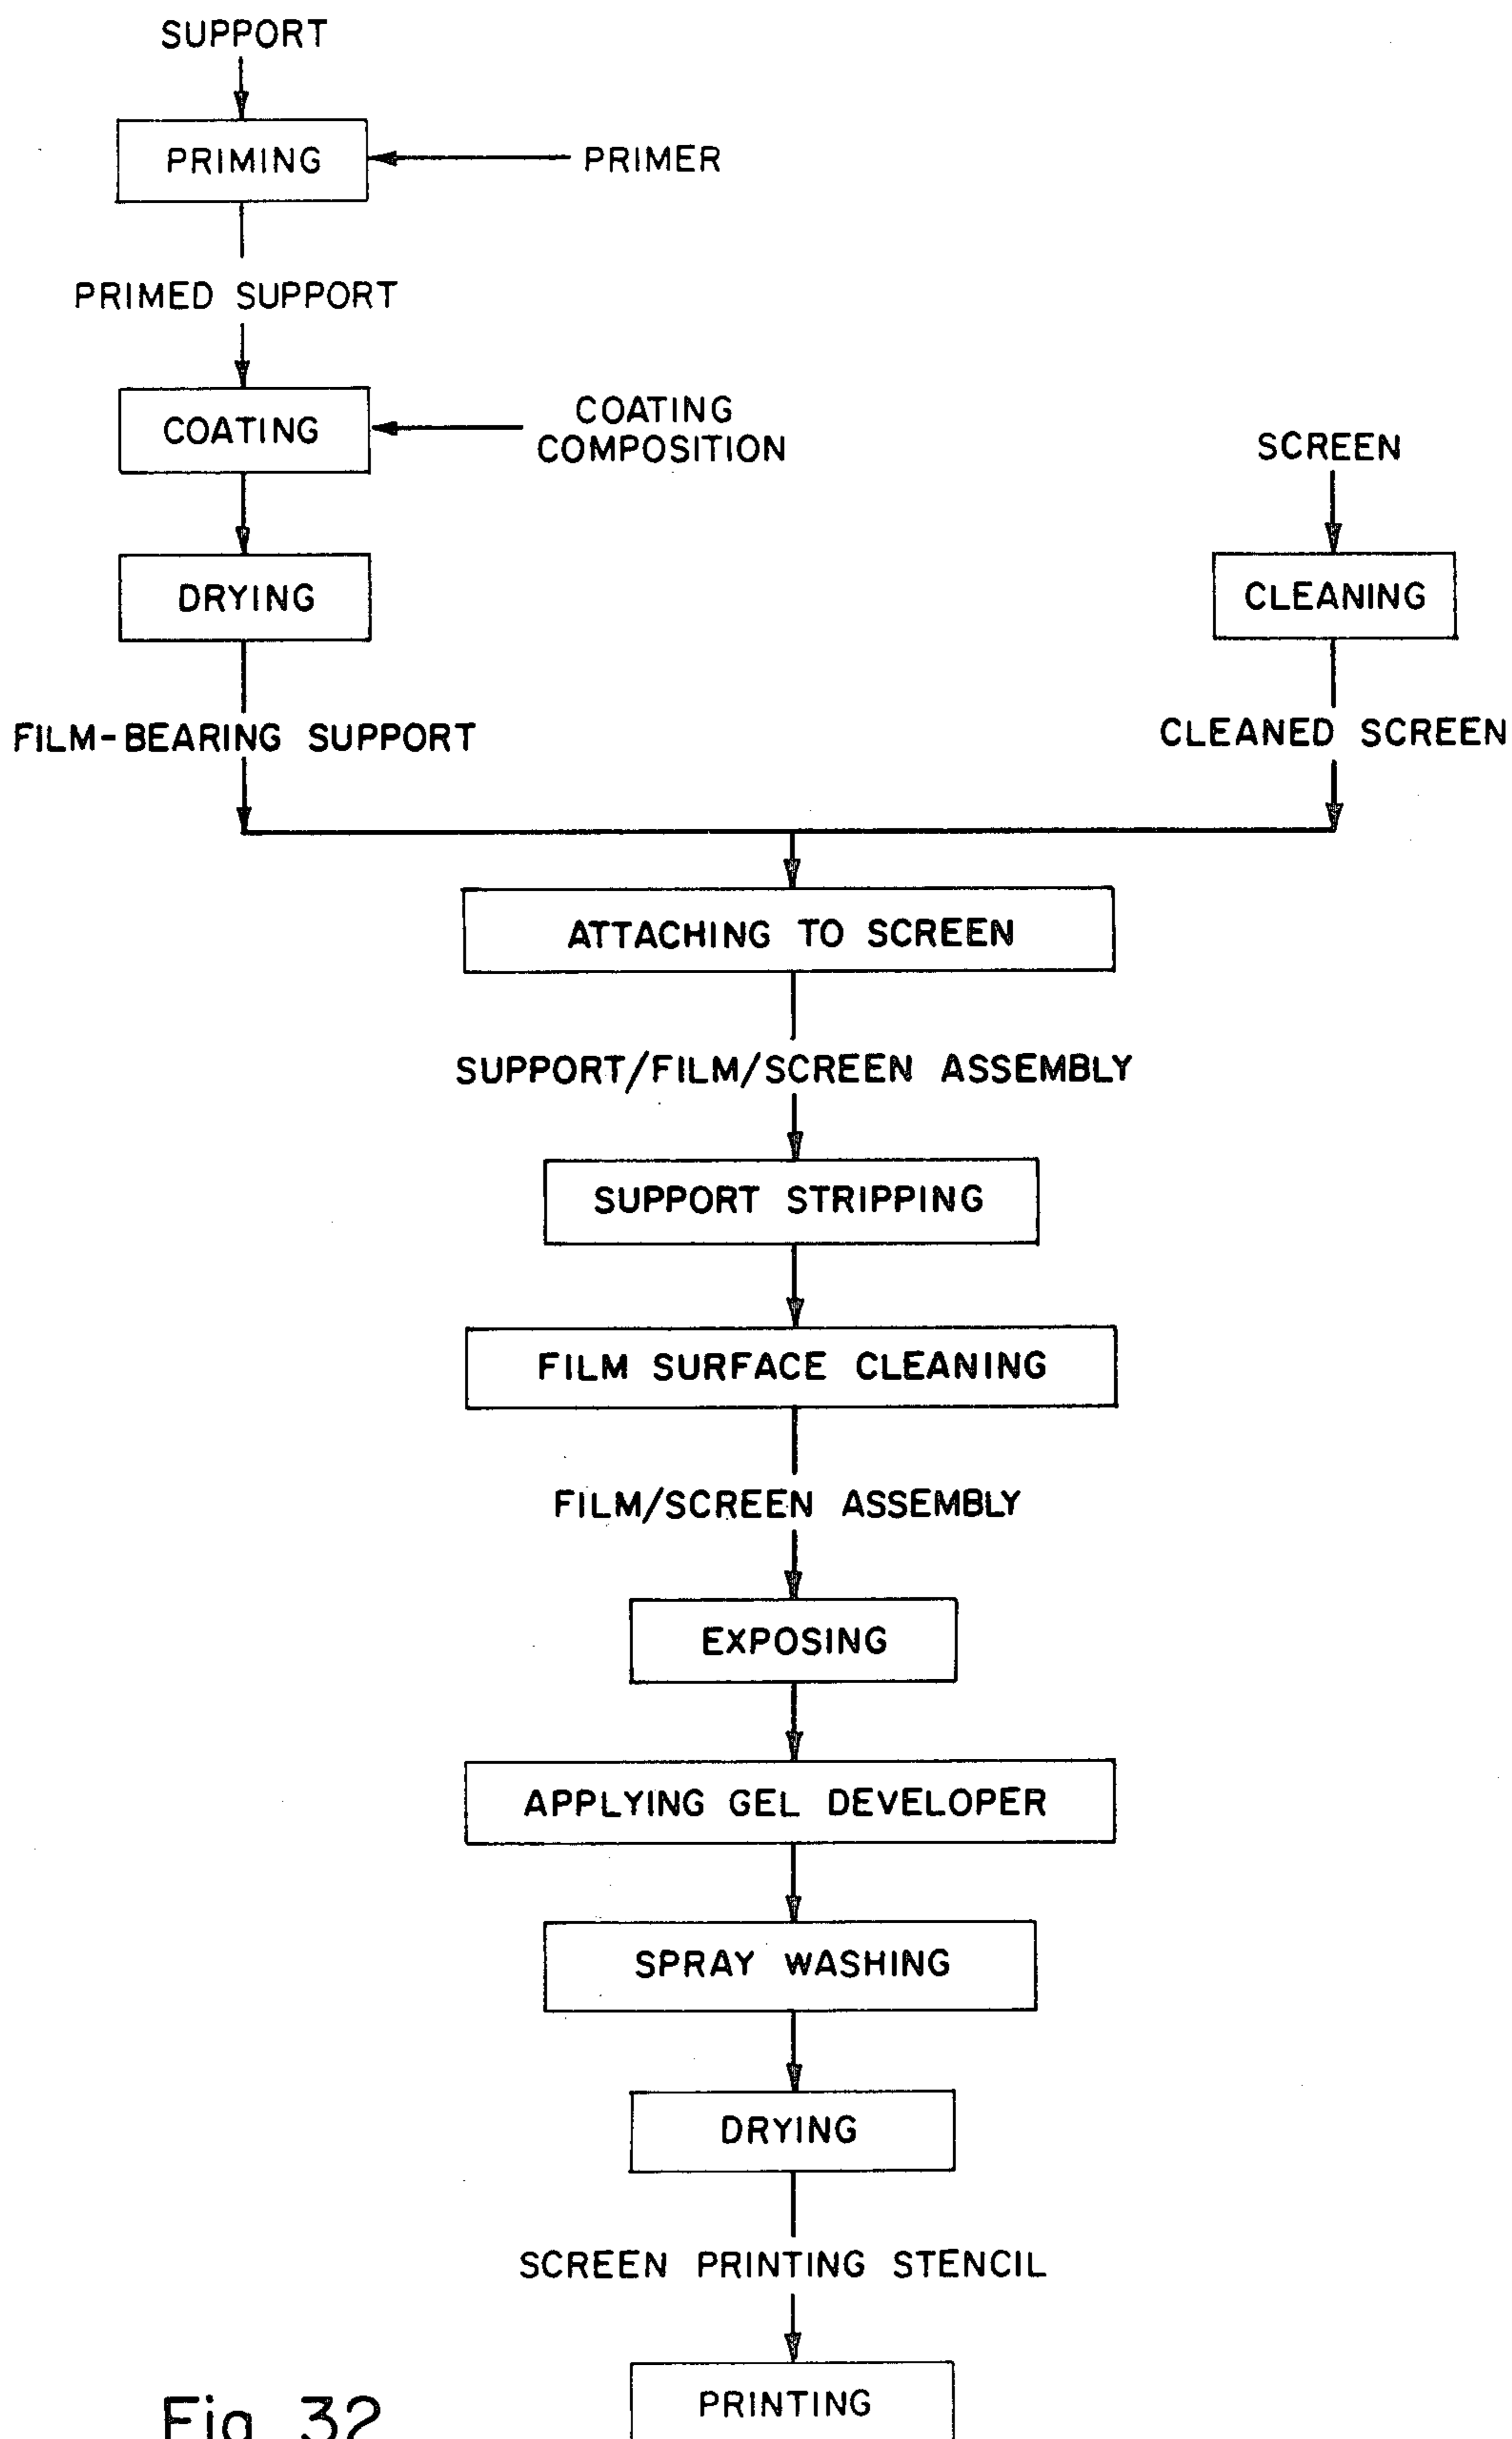 SUPPORT
PRIMING
PRIMER
PRIMED SUPPORT
COATING
COATING
COMPOSITION
DRYING
FILM-BEARING SUPPORT
SCREEN
CLEANING
CLEANED SCREEN
ATTACHING TO SCREEN
SUPPORT/FILM/SCREEN ASSEMBLY
SUPPORT STRIPPING
FILM SURFACE CLEANING
FILM/SCREEN ASSEMBLY
EXPOSING
APPLYING GEL DEVELOPER
SPRAY WASHING
DRYING
SCREEN PRINTING STENCIL
PRINTING
Fig 32